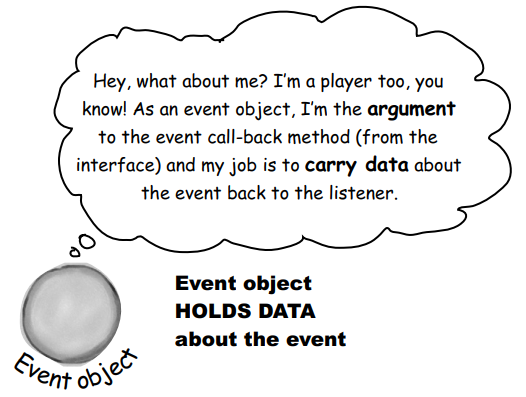 Hey, what about me? I'm a player too, you
know! As an event object, I'm the argument
to the event call-back method (from the
interface) and my job is to carry data about
the event back to the listener.
Event object
HOLDS DATA
about the event
Event object